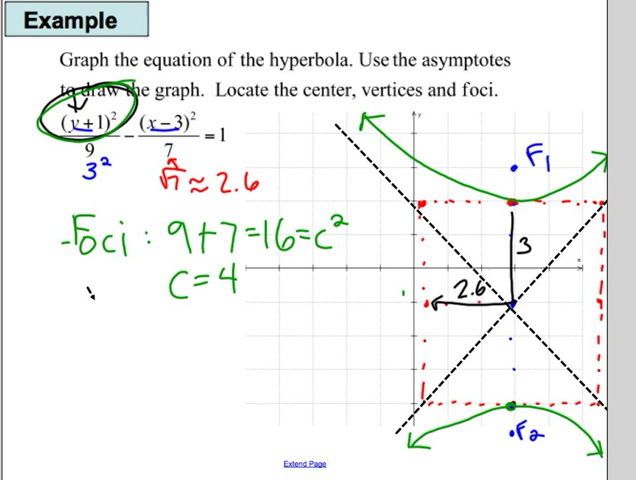 Example
Graph the equation of the hyperbola. Use the asymptotes
to draw the graph. Locate the center, vertices and foci.
(y+1)²/9 − (x−3)²/7 = 1
3²
√7 ≈ 2.6
Foci : 9+7=16=c²
c=4
y
F₁
3
2.6
F₂
Extend Page